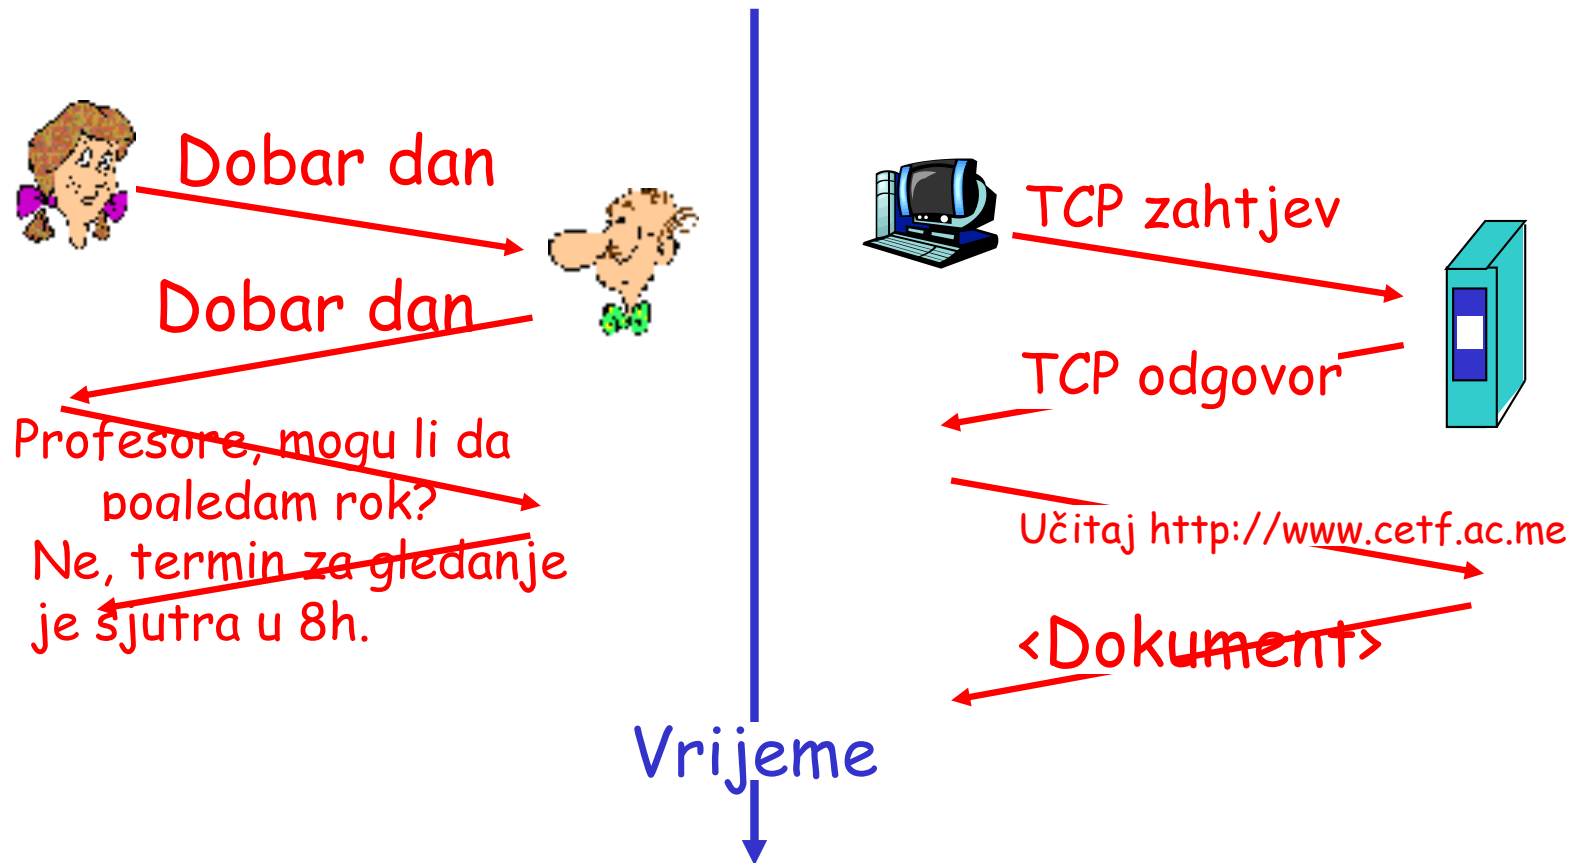 Dobar dan
Dobar dan
Profesore, mogu li da
pogledam rok?
Ne, termin za gledanje
je sjutra u 8h.
TCP zahtjev
TCP odgovor
Učitaj http://www.cetf.ac.me
<Dokument>
Vrijeme